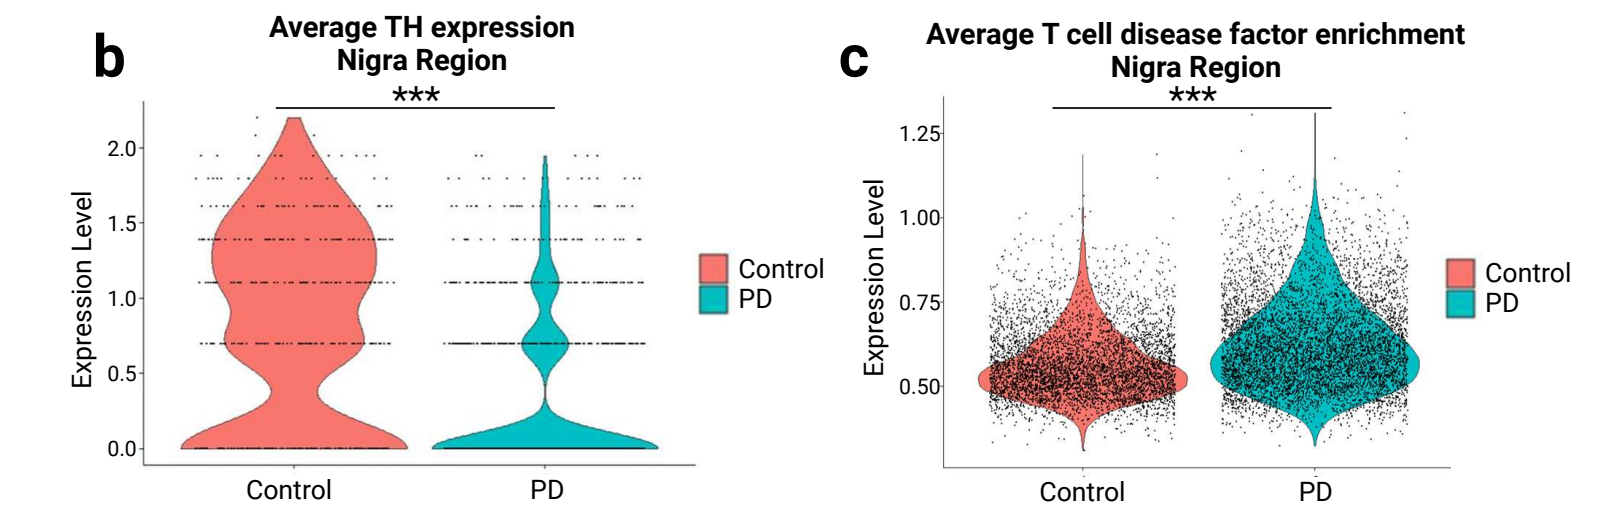 b
Average TH expression
Nigra Region
***
Expression Level
2.0
1.5
1.0
0.5
0.0
Control
PD
Control
PD
c
Average T cell disease factor enrichment
Nigra Region
***
Expression Level
1.25
1.00
0.75
0.50
Control
PD
Control
PD